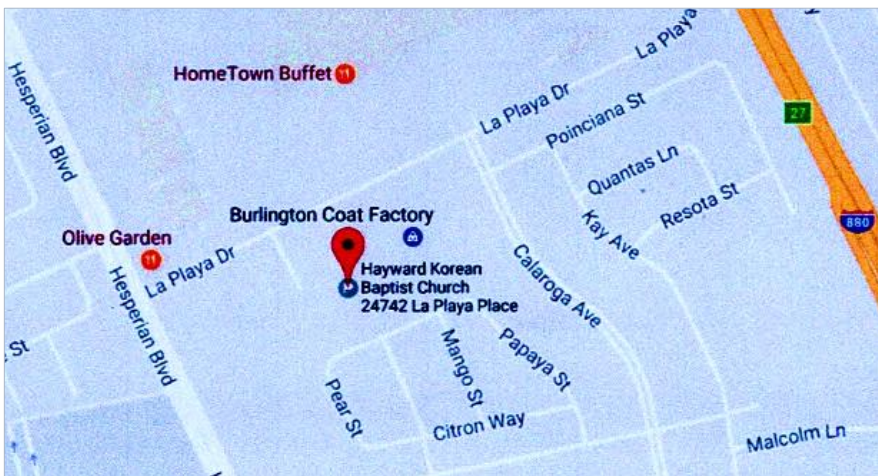 La Playa
HomeTown Buffet
La Playa Dr
Hesperian Blvd
Poinciana St
27
Quantas Ln
Resota St
Burlington Coat Factory
Kay Ave
880
Olive Garden
La Playa Dr
Hayward Korean
Baptist Church
24742 La Playa Place
Calaroga Ave
Hesperian Blvd
Mango St
Papaya St
Pear St
Citron Way
Malcolm Ln
St